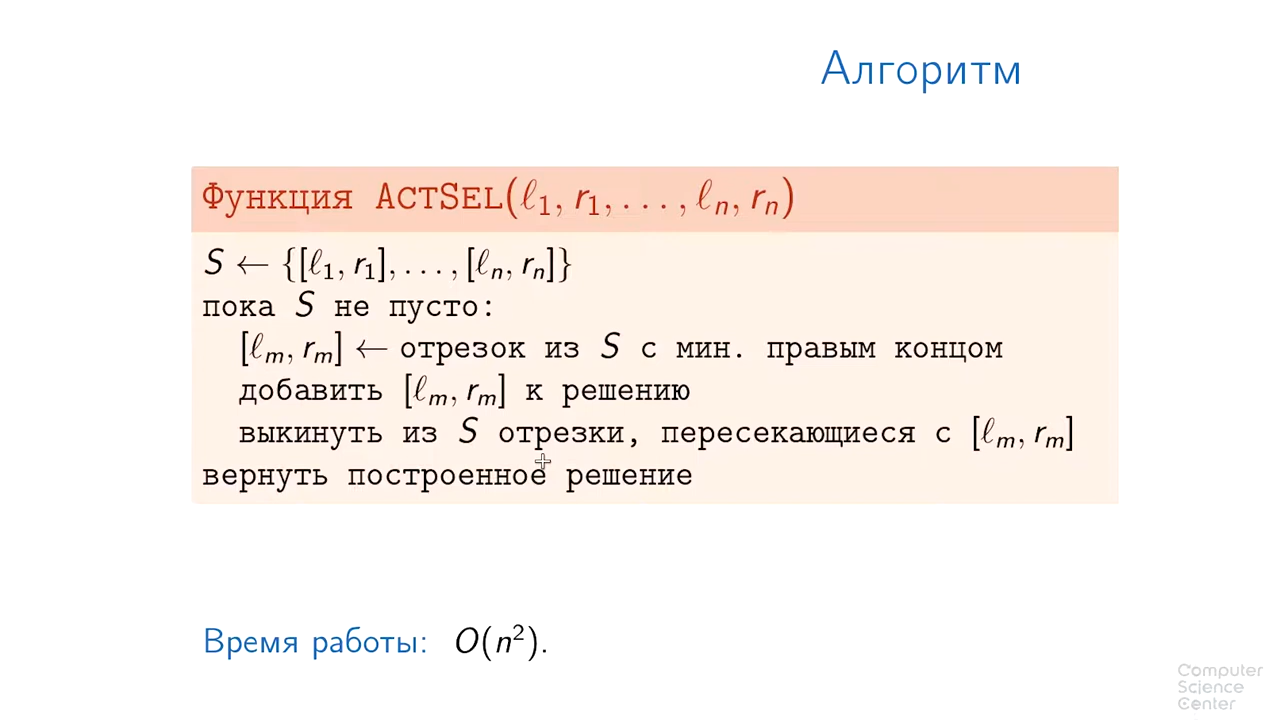 Алгоритм
Функция ActSel(ℓ₁, r₁, . . . , ℓₙ, rₙ)
S ← {[ℓ₁, r₁], . . . , [ℓₙ, rₙ]}
пока S не пусто:
[ℓₘ, rₘ] ← отрезок из S с мин. правым концом
добавить [ℓₘ, rₘ] к решению
выкинуть из S отрезки, пересекающиеся с [ℓₘ, rₘ]
вернуть построенное решение
Время работы: O(n²).
Computer
Science
Center